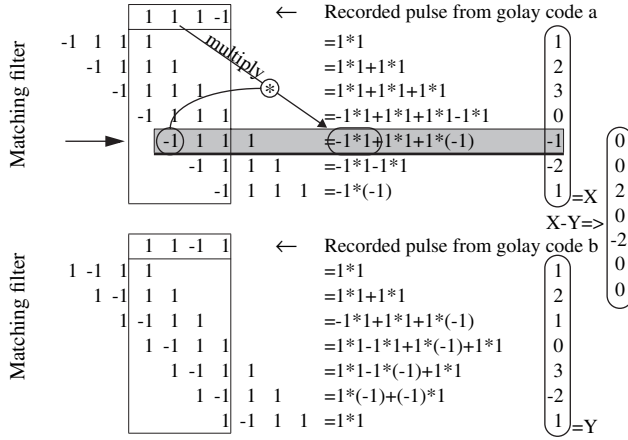 1 1 1 -1 ← Recorded pulse from golay code a
Matching filter
multiply
*
-1 1 1 1 =1*1 1
-1 1 1 1 =1*1+1*1 2
-1 1 1 1 =1*1+1*1+1*1 3
-1 1 1 1 =-1*1+1*1+1*1-1*1 0
-1 1 1 1 =-1*1+1*1+1*(-1) -1
-1 1 1 1 =-1*1-1*1 -2
-1 1 1 1 =-1*(-1) 1 =X
X-Y=>
0
0
2
0
-2
0
0
1 1 -1 1 ← Recorded pulse from golay code b
Matching filter
1 -1 1 1 =1*1 1
1 -1 1 1 =1*1+1*1 2
1 -1 1 1 =-1*1+1*1+1*(-1) 1
1 -1 1 1 =1*1-1*1+1*(-1)+1*1 0
1 -1 1 1 =1*1-1*(-1)+1*1 3
1 -1 1 1 =1*(-1)+(-1)*1 -2
1 -1 1 1 =1*1 1 =Y